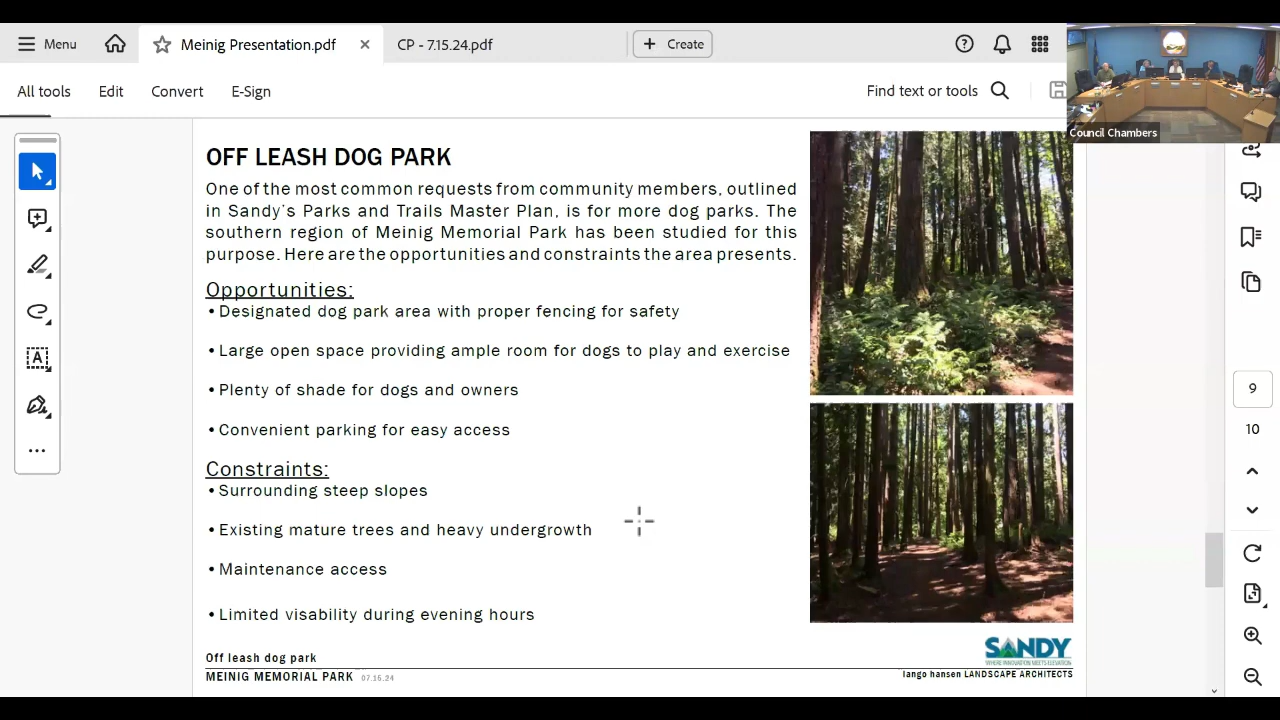 Menu
Meinig Presentation.pdf
CP - 7.15.24.pdf
Create
All tools
Edit
Convert
E-Sign
Find text or tools
Council Chambers
OFF LEASH DOG PARK
One of the most common requests from community members, outlined
in Sandy's Parks and Trails Master Plan, is for more dog parks. The
southern region of Meinig Memorial Park has been studied for this
purpose. Here are the opportunities and constraints the area presents.
Opportunities:
• Designated dog park area with proper fencing for safety
• Large open space providing ample room for dogs to play and exercise
• Plenty of shade for dogs and owners
• Convenient parking for easy access
Constraints:
• Surrounding steep slopes
• Existing mature trees and heavy undergrowth
• Maintenance access
• Limited visability during evening hours
Off leash dog park
MEINIG MEMORIAL PARK 07.15.24
SANDY
WHERE INNOVATION MEETS ELEVATION
lango hansen LANDSCAPE ARCHITECTS
9
10